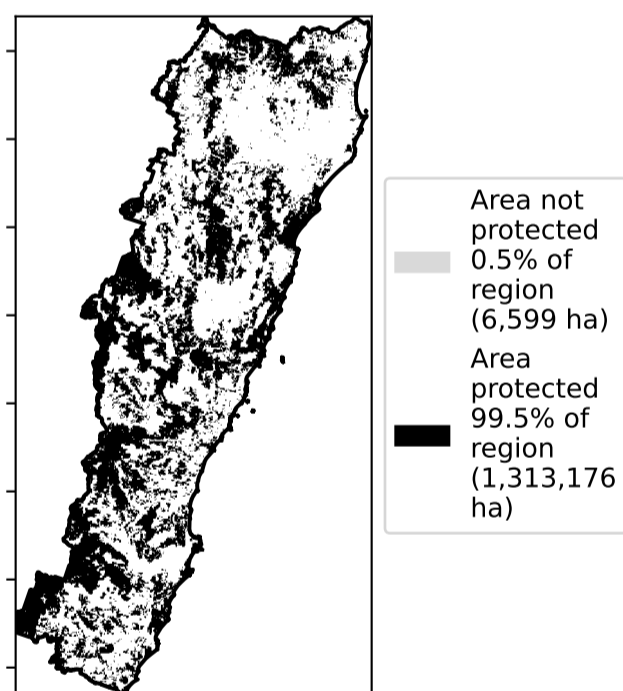 Area not
protected
0.5% of
region
(6,599 ha)
Area
protected
99.5% of
region
(1,313,176
ha)